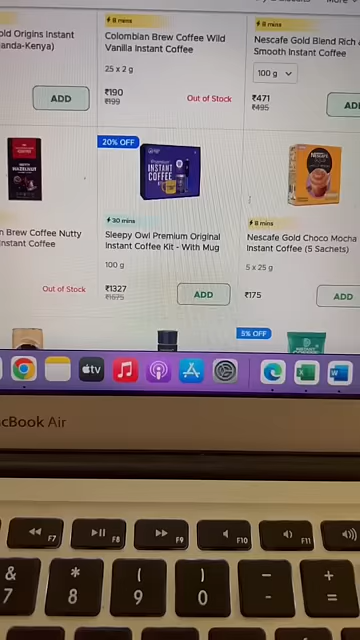 8 mins
8 mins
old Origins Instant
anda-Kenya)
Colombian Brew Coffee Wild
Vanilla Instant Coffee
Nescafe Gold Blend Rich &
Smooth Instant Coffee
25 x 2 g
100 g
ADD
₹190
₹199
Out of Stock
₹471
₹495
AD
20% OFF
INSTANT
COFFEE
NESCAFE
30 mins
8 mins
n Brew Coffee Nutty
nstant Coffee
Sleepy Owl Premium Original
Instant Coffee Kit - With Mug
Nescafe Gold Choco Mocha
Instant Coffee (5 Sachets)
100 g
5 x 25 g
Out of Stock
₹1327
₹1675
ADD
₹175
ADD
5% OFF
tv
cBook Air
F7
F8
F9
F10
F11
&
7
*
8
(
9
)
0
_
-
+
=